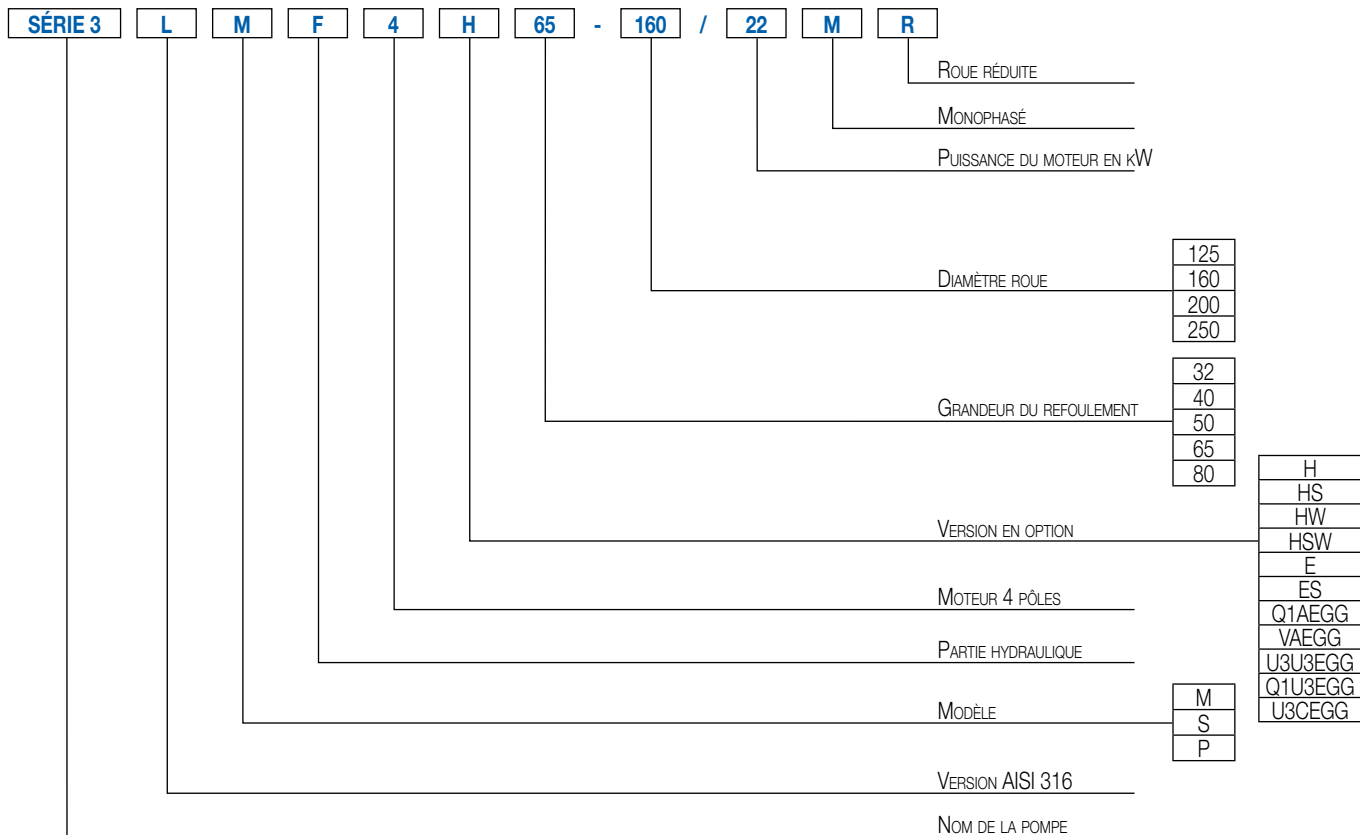 SÉRIE 3 L M F 4 H 65 - 160 / 22 M R
ROUE RÉDUITE
MONOPHASÉ
PUISSANCE DU MOTEUR EN KW
DIAMÈTRE ROUE
125
160
200
250
GRANDEUR DU REFOULEMENT
32
40
50
65
80
VERSION EN OPTION
H
HS
HW
HSW
E
ES
Q1AEGG
VAEGG
U3U3EGG
Q1U3EGG
U3CEGG
MOTEUR 4 PÔLES
PARTIE HYDRAULIQUE
MODÈLE
M
S
P
VERSION AISI 316
NOM DE LA POMPE